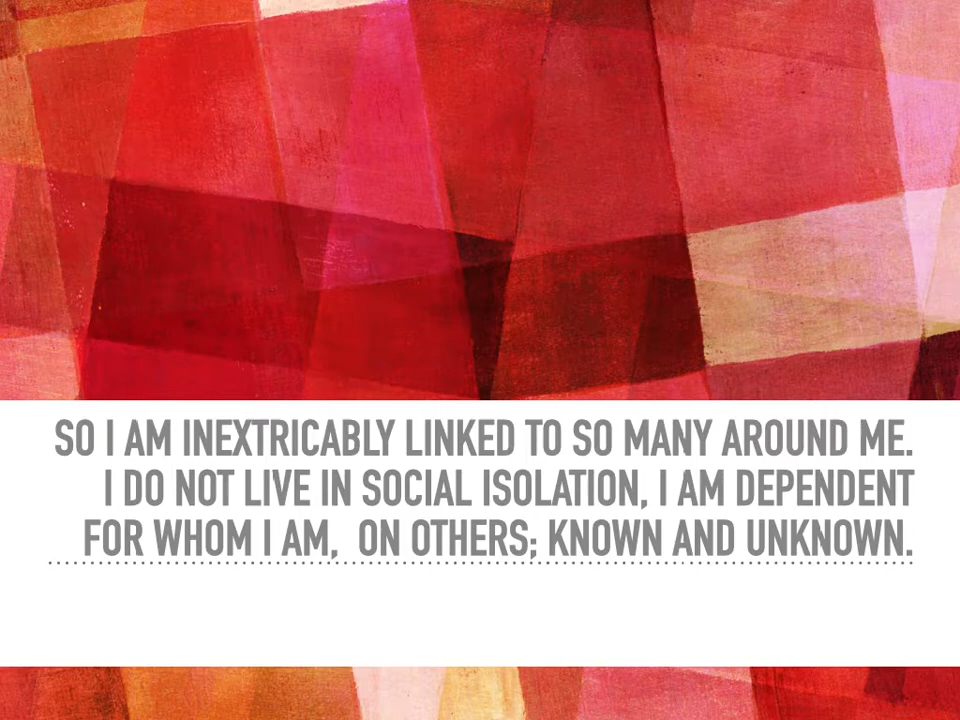 SO I AM INEXTRICABLY LINKED TO SO MANY AROUND ME.
I DO NOT LIVE IN SOCIAL ISOLATION, I AM DEPENDENT
FOR WHOM I AM,  ON OTHERS; KNOWN AND UNKNOWN.